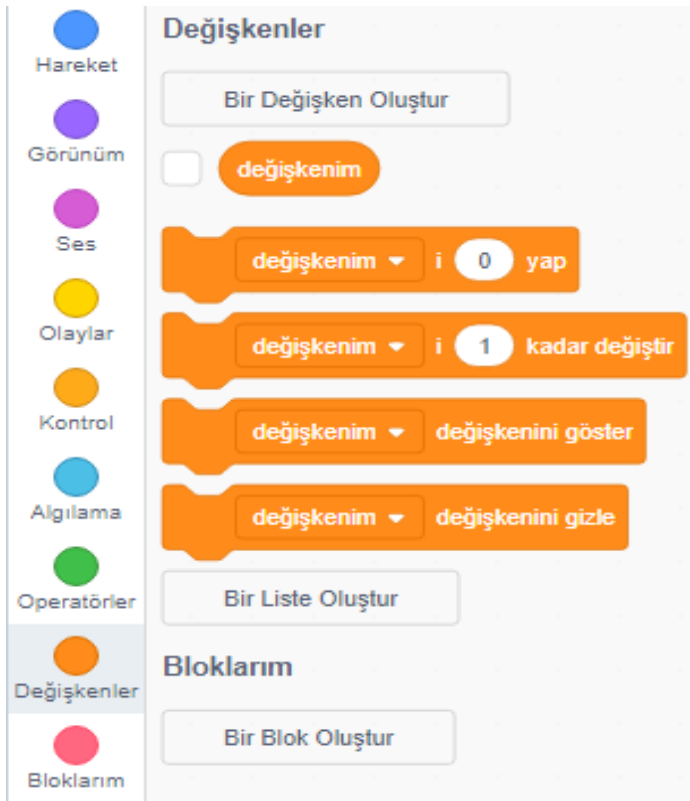 Hareket
Görünüm
Ses
Olaylar
Kontrol
Algılama
Operatörler
Değişkenler
Bloklarım
Değişkenler
Bir Değişken Oluştur
değişkenim
değişkenim i 0 yap
değişkenim i 1 kadar değiştir
değişkenim değişkenini göster
değişkenim değişkenini gizle
Bir Liste Oluştur
Bloklarım
Bir Blok Oluştur